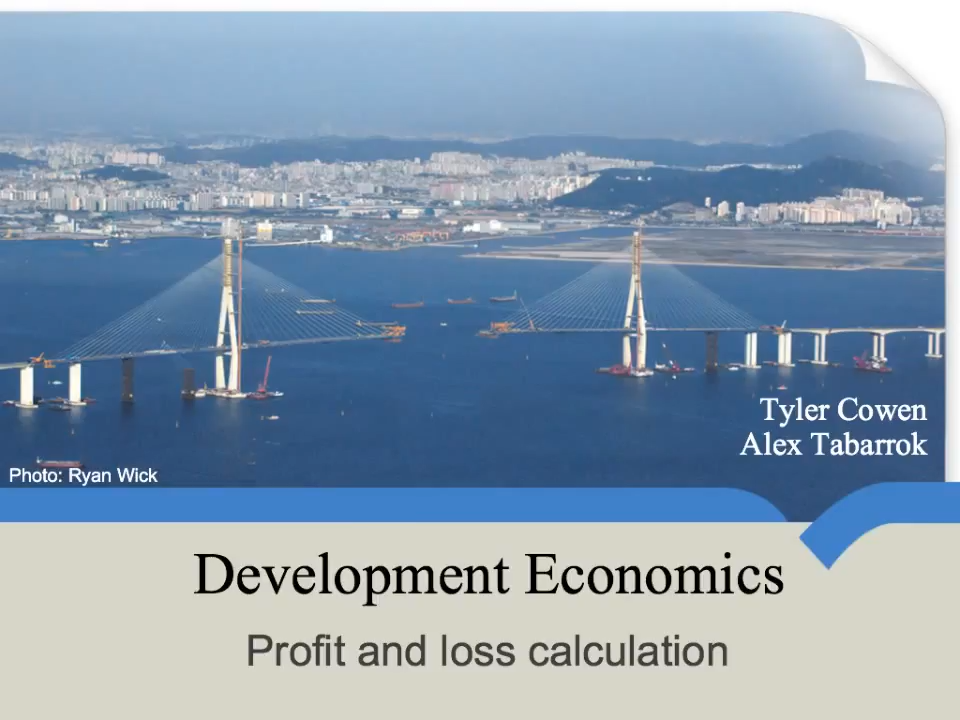 Tyler Cowen
Alex Tabarrok
Photo: Ryan Wick
Development Economics
Profit and loss calculation